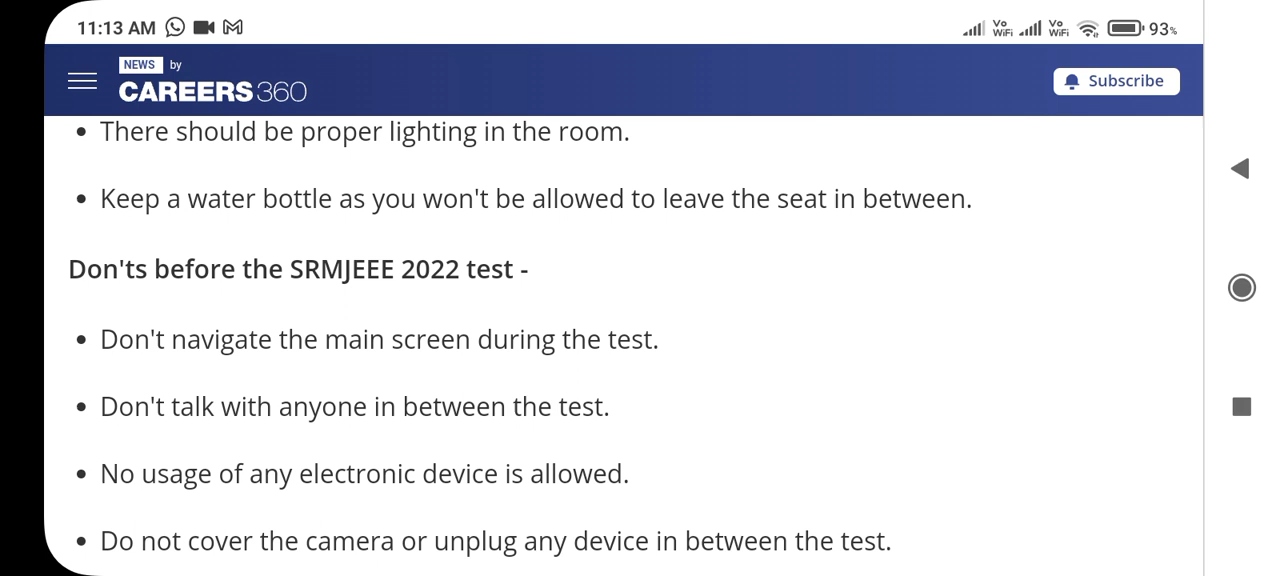 11:13 AM Vo WiFi Vo WiFi 93%
NEWS by
CAREERS360
Subscribe
There should be proper lighting in the room.
Keep a water bottle as you won't be allowed to leave the seat in between.
Don'ts before the SRMJEEE 2022 test -
Don't navigate the main screen during the test.
Don't talk with anyone in between the test.
No usage of any electronic device is allowed.
Do not cover the camera or unplug any device in between the test.